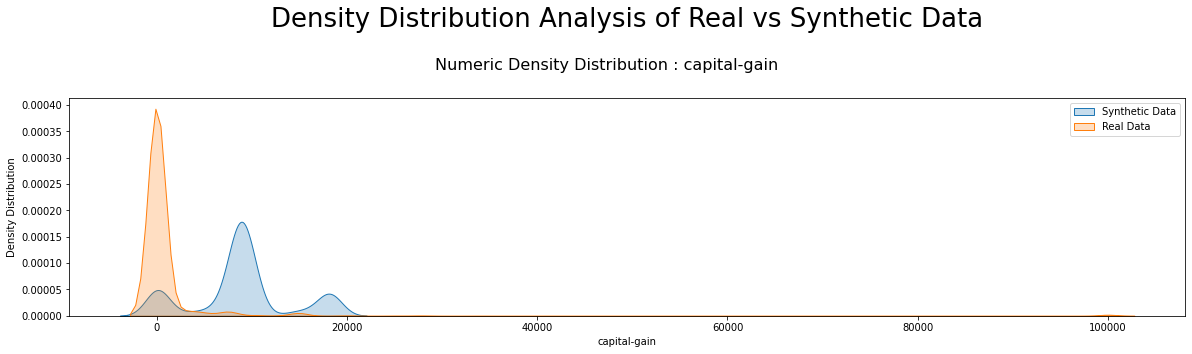 Density Distribution Analysis of Real vs Synthetic Data
Numeric Density Distribution : capital-gain
Synthetic Data
Real Data
Density Distribution
0.00040
0.00035
0.00030
0.00025
0.00020
0.00015
0.00010
0.00005
0.00000
0 20000 40000 60000 80000 100000
capital-gain